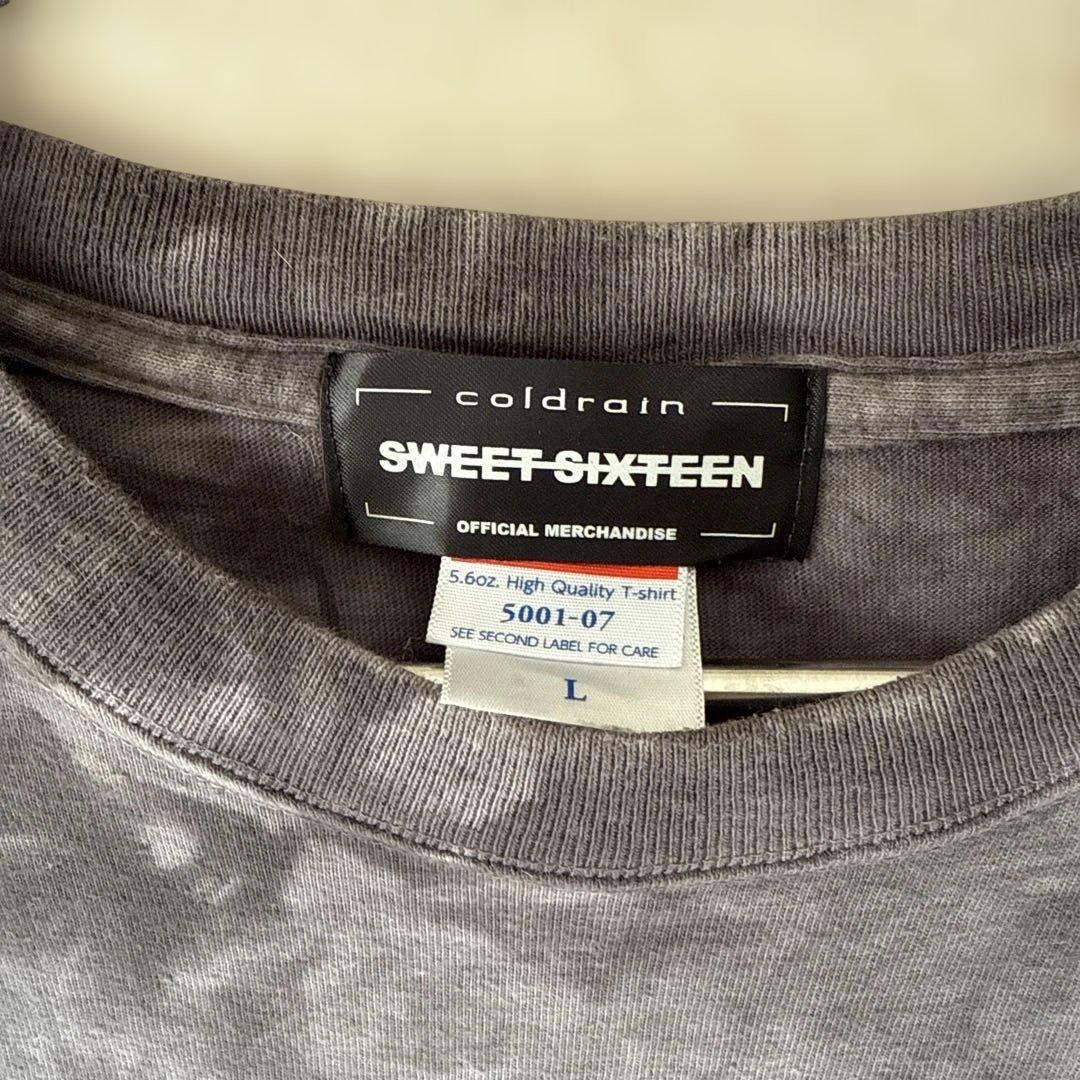 coldrain
SWEET SIXTEEN
OFFICIAL MERCHANDISE
5.6oz. High Quality T-shirt
5001-07
SEE SECOND LABEL FOR CARE
L